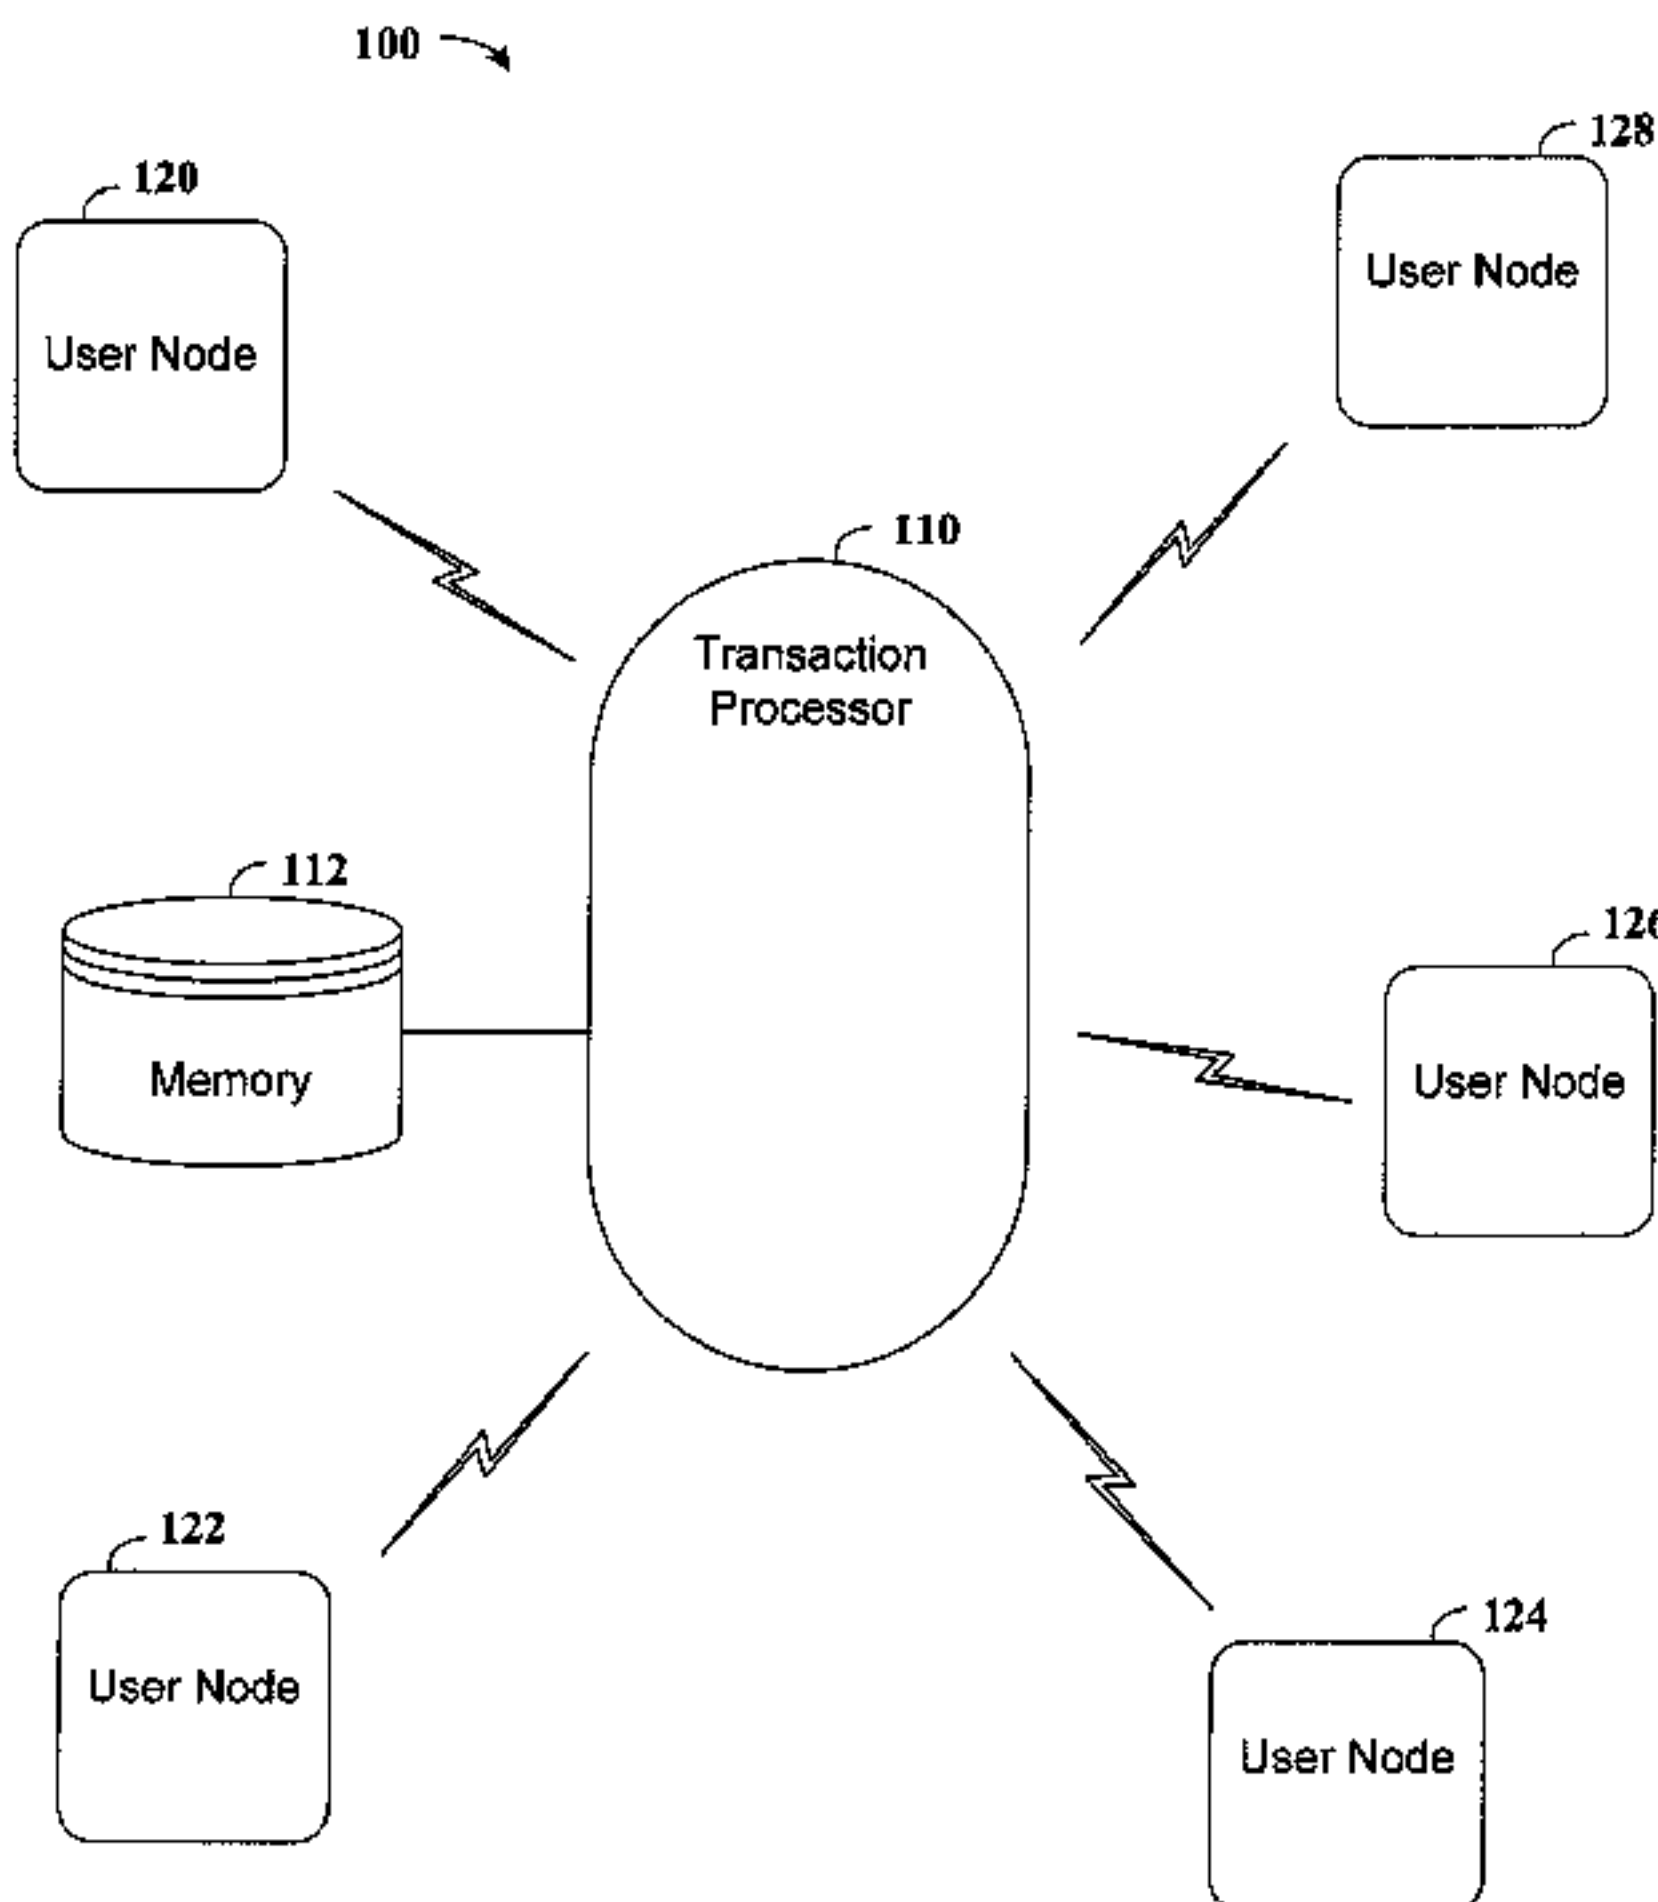 100
128
120
User Node
User Node
110
Transaction
Processor
112
126
Memory
User Node
122
124
User Node
User Node